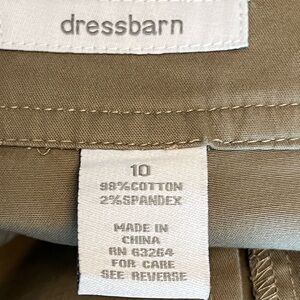 dressbarn
10
98%COTTON
2%SPANDEX
MADE IN
CHINA
RN 63264
FOR CARE
SEE REVERSE